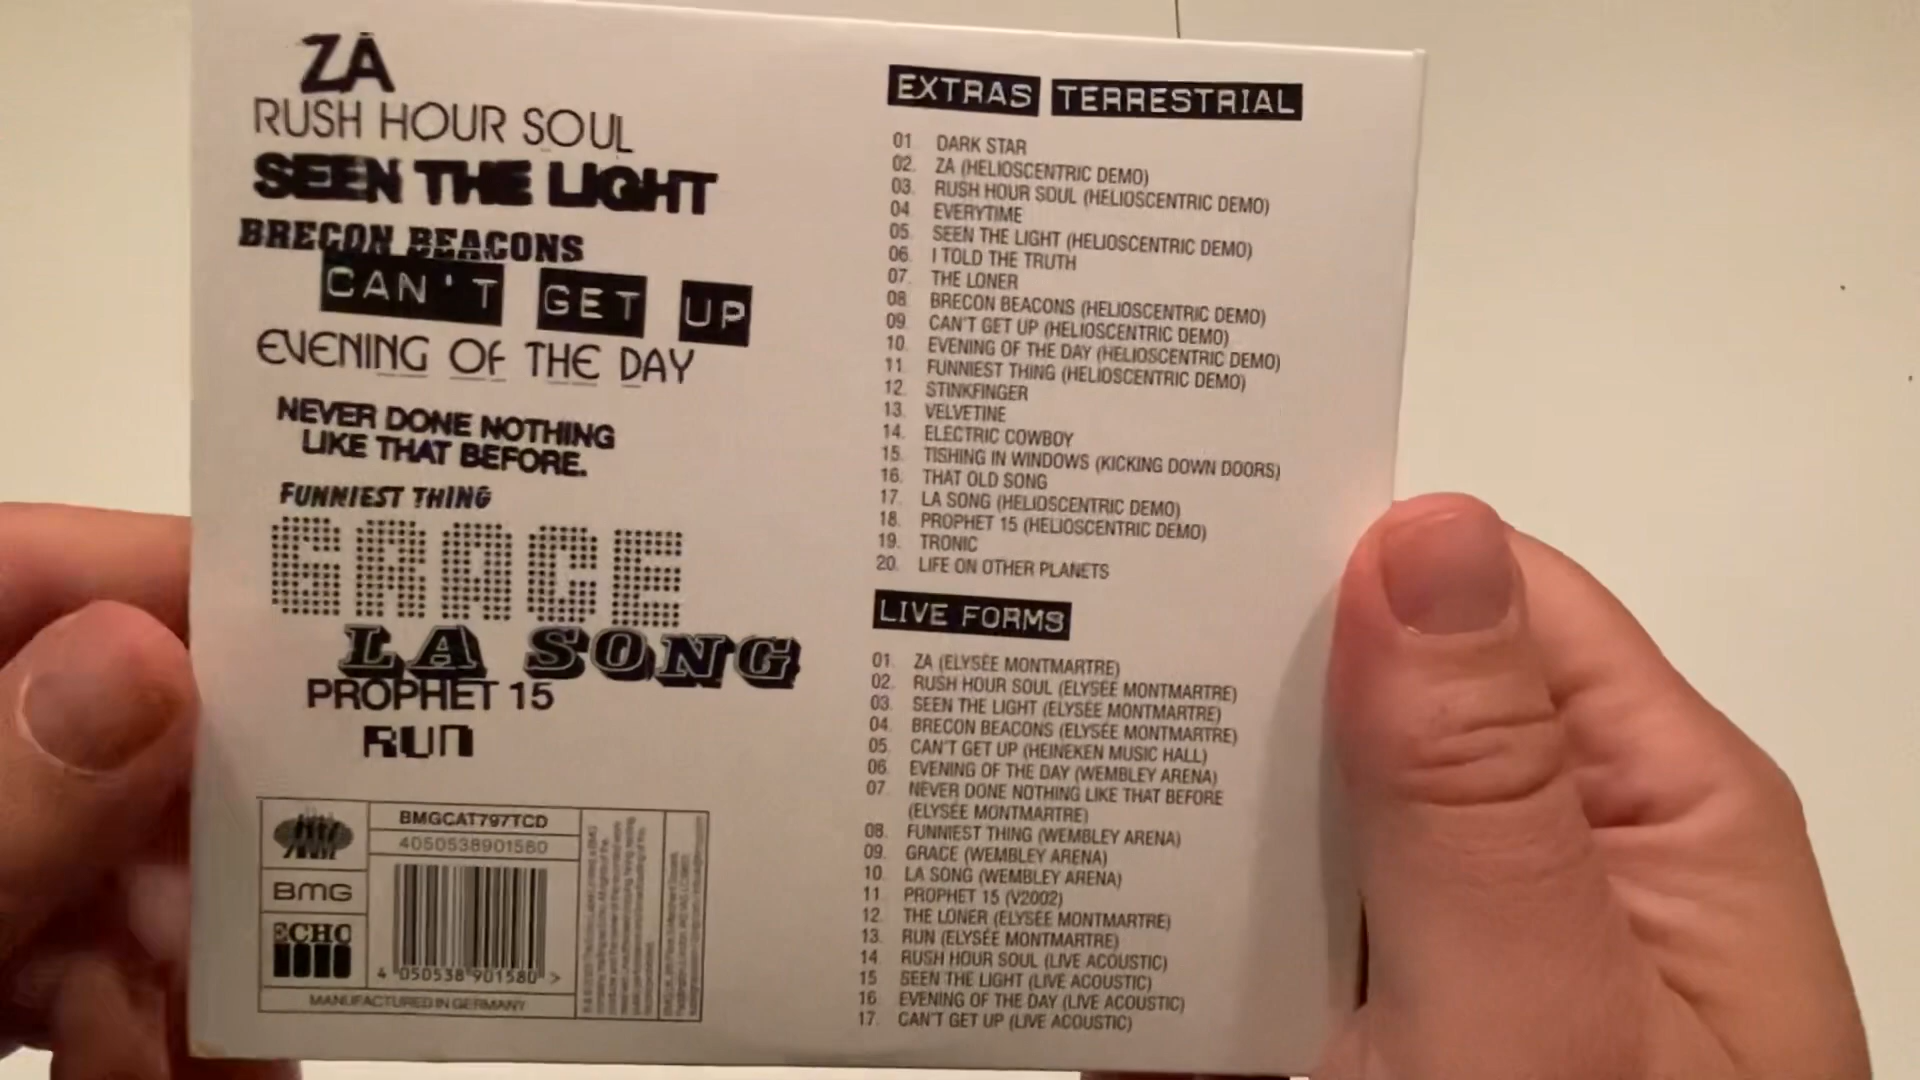 ZA
RUSH HOUR SOUL
SEEN THE LIGHT
BRECON BEACONS
CAN'T GET UP
EVENING OF THE DAY
NEVER DONE NOTHING
LIKE THAT BEFORE.
FUNNIEST THING
GRACE
LA SONG
PROPHET 15
RUN
BMGCAT797TCD
4050538901580
BMG
ECHO
4 050538 901580 >
MANUFACTURED IN GERMANY
EXTRAS TERRESTRIAL
01. DARK STAR
02. ZA (HELIOSCENTRIC DEMO)
03. RUSH HOUR SOUL (HELIOSCENTRIC DEMO)
04. EVERYTIME
05. SEEN THE LIGHT (HELIOSCENTRIC DEMO)
06. I TOLD THE TRUTH
07. THE LONER
08. BRECON BEACONS (HELIOSCENTRIC DEMO)
09. CAN'T GET UP (HELIOSCENTRIC DEMO)
10. EVENING OF THE DAY (HELIOSCENTRIC DEMO)
11. FUNNIEST THING (HELIOSCENTRIC DEMO)
12. STINKFINGER
13. VELVETINE
14. ELECTRIC COWBOY
15. TISHING IN WINDOWS (KICKING DOWN DOORS)
16. THAT OLD SONG
17. LA SONG (HELIOSCENTRIC DEMO)
18. PROPHET 15 (HELIOSCENTRIC DEMO)
19. TRONIC
20. LIFE ON OTHER PLANETS
LIVE FORMS
01. ZA (ELYSÉE MONTMARTRE)
02. RUSH HOUR SOUL (ELYSÉE MONTMARTRE)
03. SEEN THE LIGHT (ELYSÉE MONTMARTRE)
04. BRECON BEACONS (ELYSÉE MONTMARTRE)
05. CAN'T GET UP (HEINEKEN MUSIC HALL)
06. EVENING OF THE DAY (WEMBLEY ARENA)
07. NEVER DONE NOTHING LIKE THAT BEFORE
(ELYSÉE MONTMARTRE)
08. FUNNIEST THING (WEMBLEY ARENA)
09. GRACE (WEMBLEY ARENA)
10. LA SONG (WEMBLEY ARENA)
11. PROPHET 15 (V2002)
12. THE LONER (ELYSÉE MONTMARTRE)
13. RUN (ELYSÉE MONTMARTRE)
14. RUSH HOUR SOUL (LIVE ACOUSTIC)
15. SEEN THE LIGHT (LIVE ACOUSTIC)
16. EVENING OF THE DAY (LIVE ACOUSTIC)
17. CAN'T GET UP (LIVE ACOUSTIC)